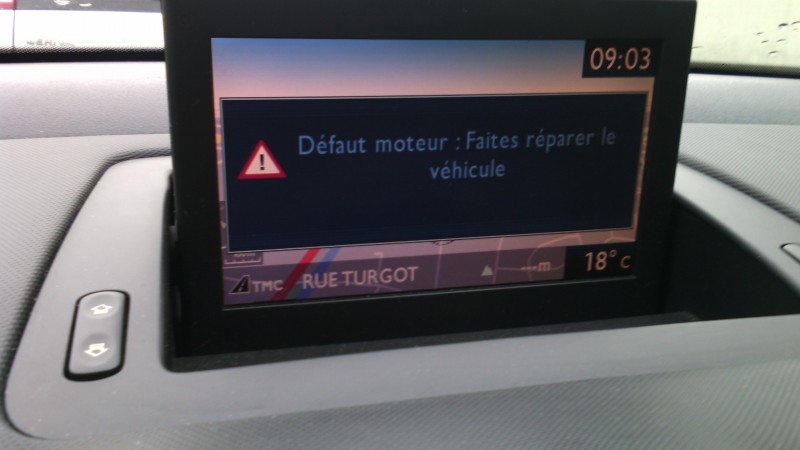 09:03
Défaut moteur : Faites réparer le
véhicule
TMC RUE TURGOT ---m 18° C